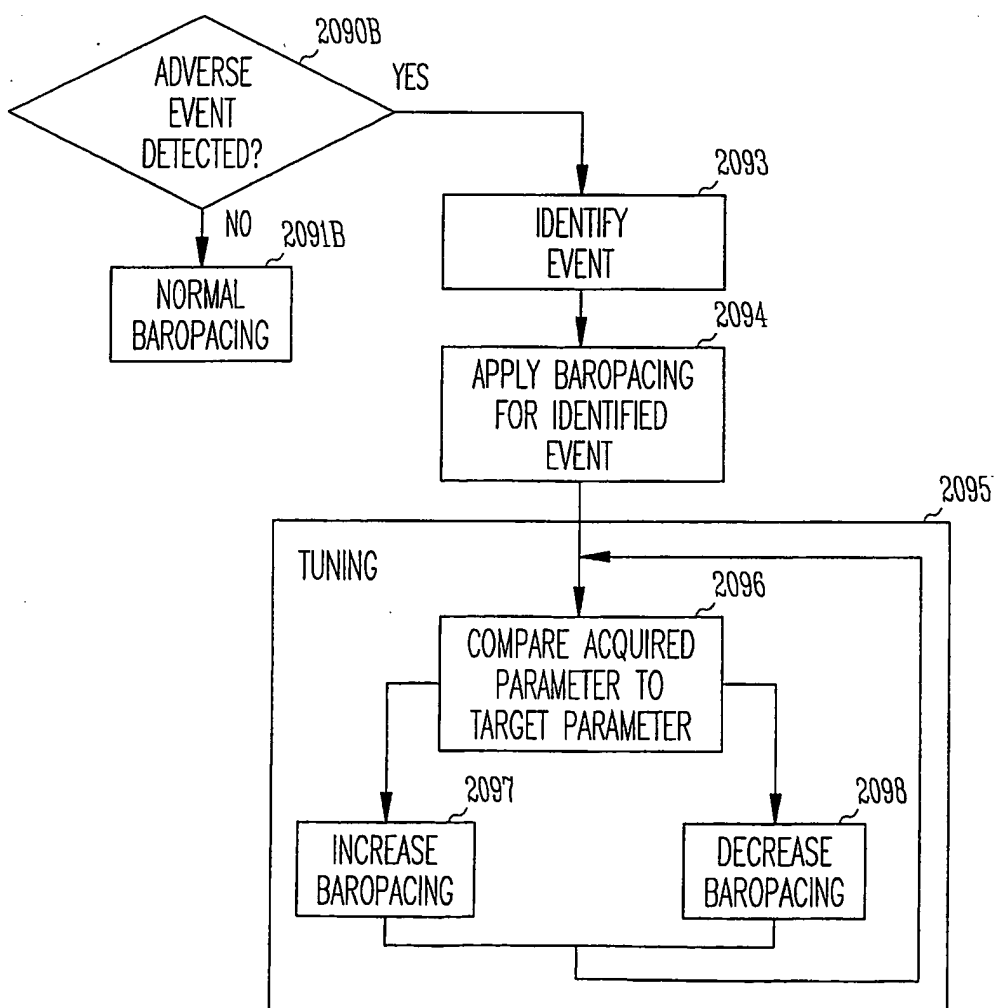 2090B
ADVERSE
EVENT
DETECTED?
YES
NO
2091B
NORMAL
BAROPACING
2093
IDENTIFY
EVENT
2094
APPLY BAROPACING
FOR IDENTIFIED
EVENT
2095
TUNING
2096
COMPARE ACQUIRED
PARAMETER TO
TARGET PARAMETER
2097
INCREASE
BAROPACING
2098
DECREASE
BAROPACING